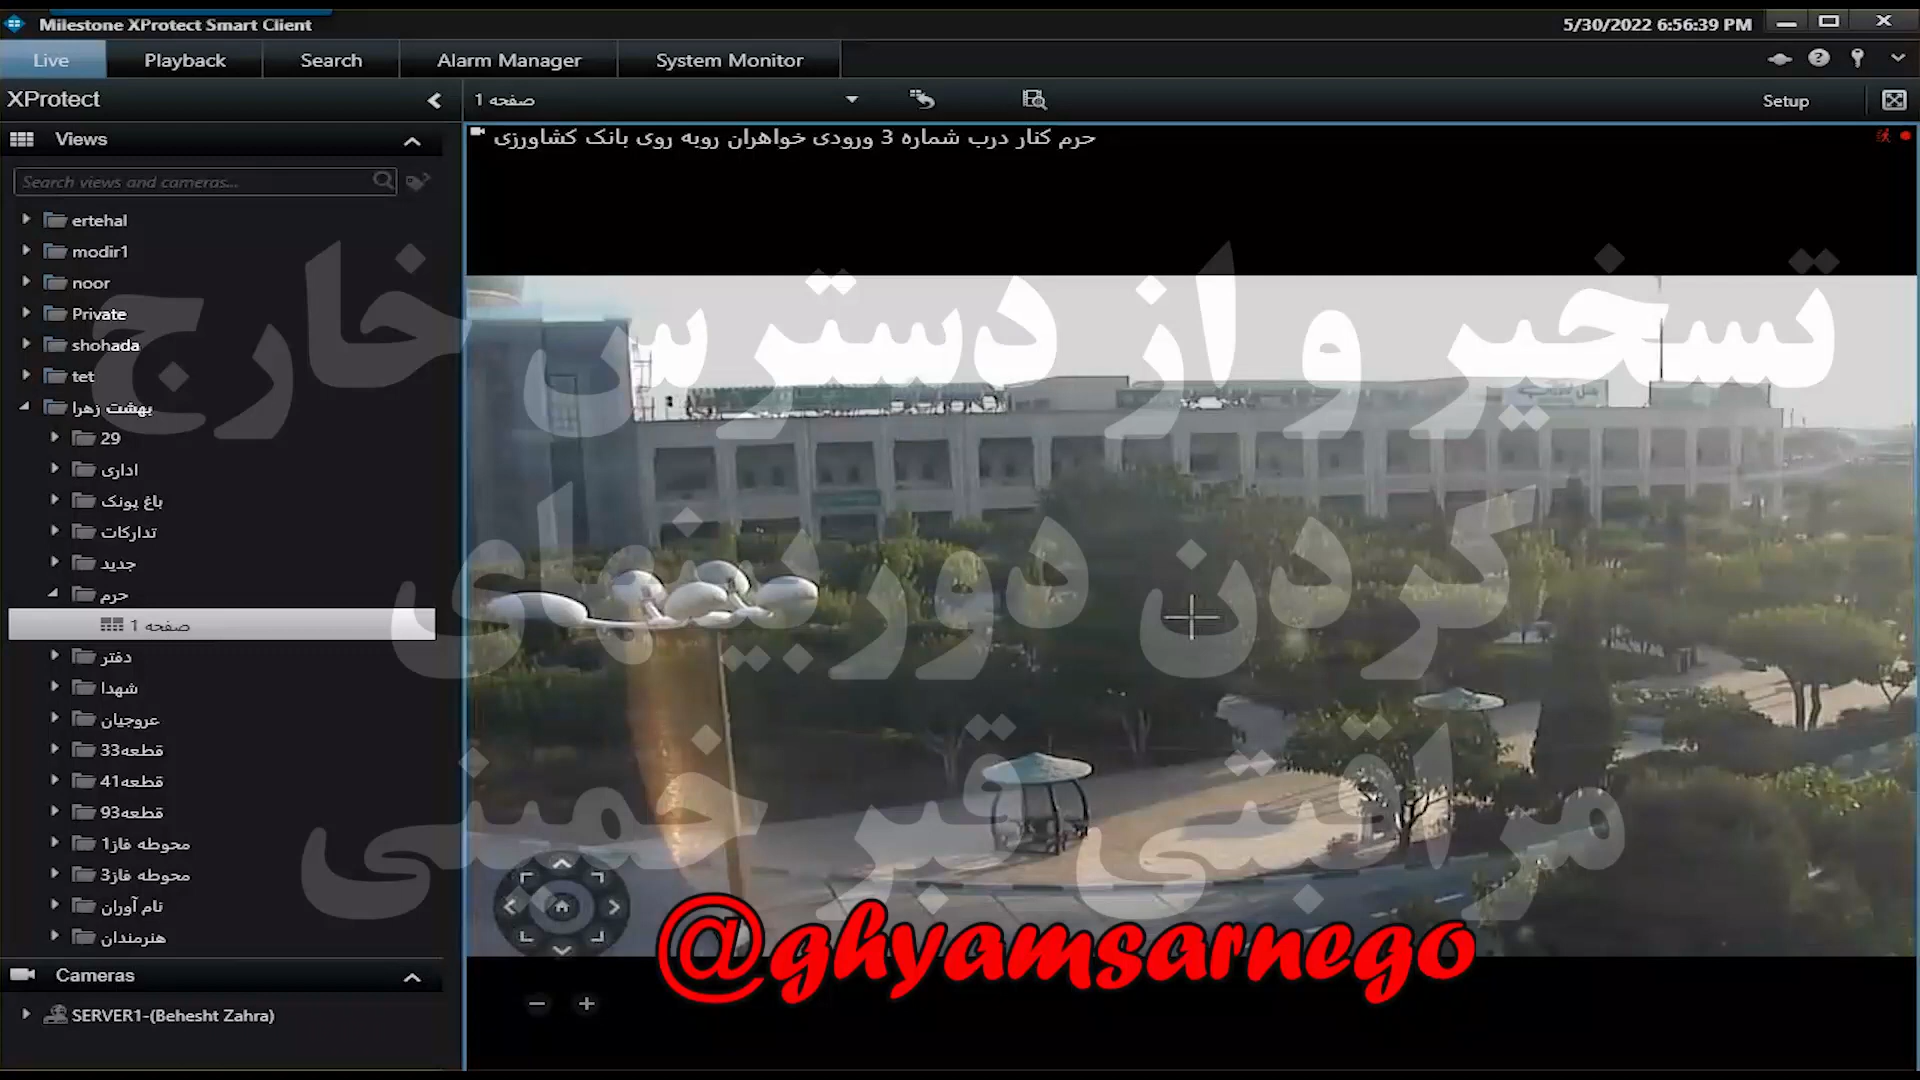 Milestone XProtect Smart Client
5/30/2022 6:56:39 PM
Live
Playback
Search
Alarm Manager
System Monitor
XProtect
صفحه 1
Setup
Views
Search views and cameras...
ertehal
modir1
noor
Private
shohada
tet
بهشت زهرا
29
اداری
باغ پونک
تدارکات
جدید
حرم
صفحه 1
دفتر
شهدا
عروجیان
قطعه33
قطعه41
قطعه93
محوطه فاز1
محوطه فاز3
نام آوران
هنرمندان
Cameras
SERVER1-(Behesht Zahra)
حرم کنار درب شماره 3 ورودی خواهران روبه روی بانک کشاورزی
تسخیر و از دسترس خارج
کردن دوربینهای
مراقبتی قبر خمینی
@ghyamsarnego